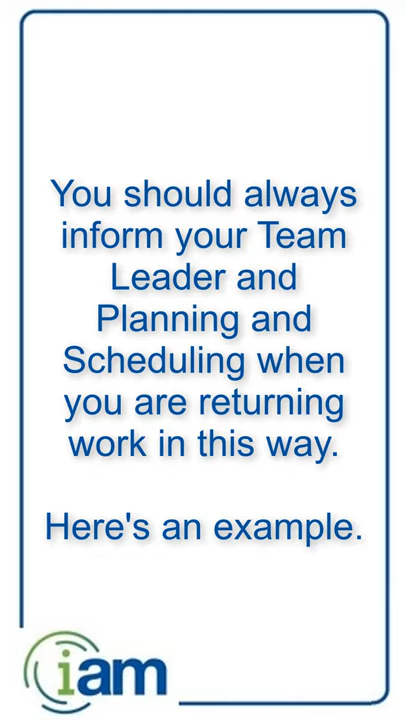 You should always
inform your Team
Leader and
Planning and
Scheduling when
you are returning
work in this way.
Here's an example.
iam